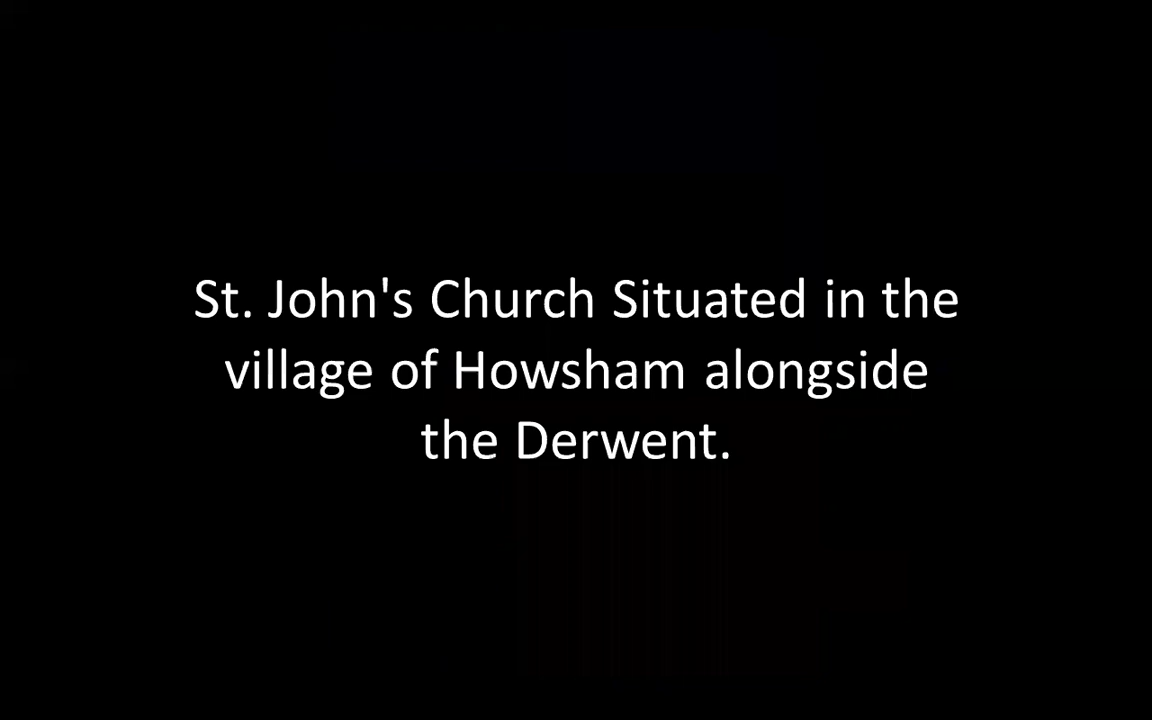 St. John's Church Situated in the
village of Howsham alongside
the Derwent.